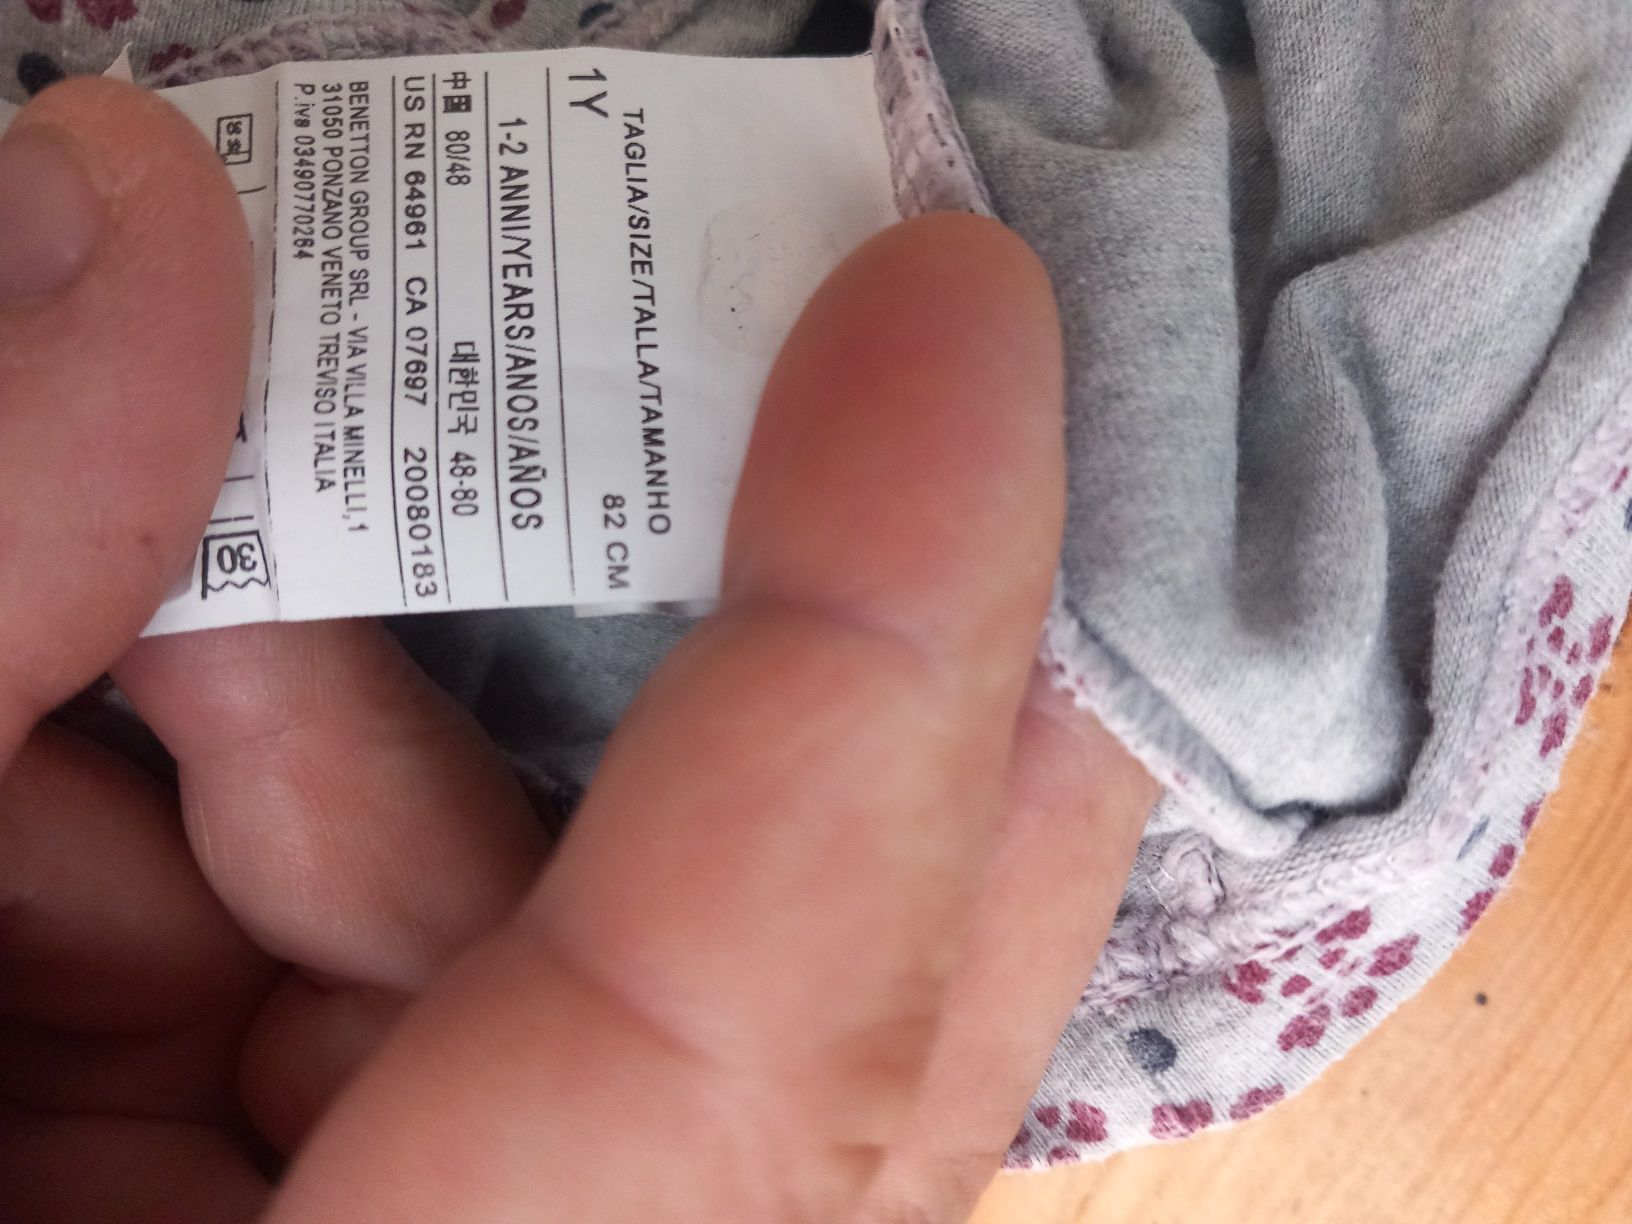 TAGLIA/SIZE/TALLA/TAMANHO
1Y 82 CM
1-2 ANNI/YEARS/ANOS/AÑOS
中國 80/48 대한민국 48-80
US RN 64961 CA 07697 20080183
BENETTON GROUP SRL - VIA VILLA MINELLI,1
31050 PONZANO VENETO TREVISO ITALIA
P.iva 03490770264